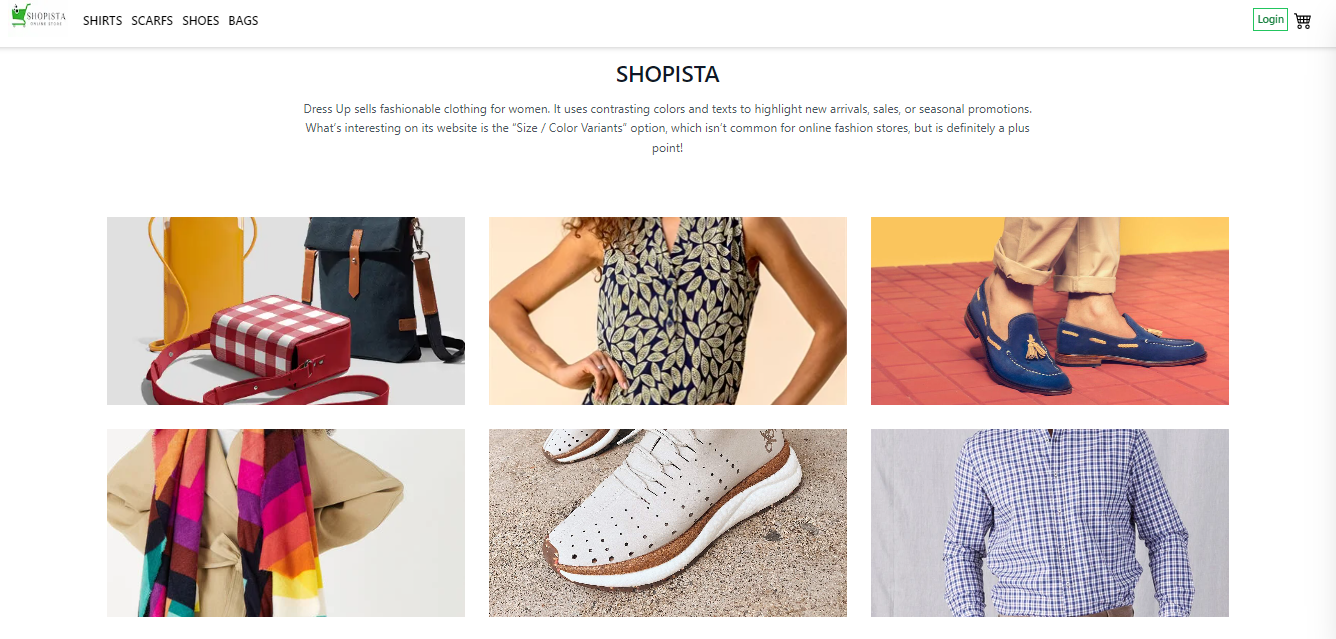 SHOPISTA
ONLINE STORE
SHIRTS SCARFS SHOES BAGS
Login
SHOPISTA
Dress Up sells fashionable clothing for women. It uses contrasting colors and texts to highlight new arrivals, sales, or seasonal promotions.
What's interesting on its website is the “Size / Color Variants” option, which isn't common for online fashion stores, but is definitely a plus
point!